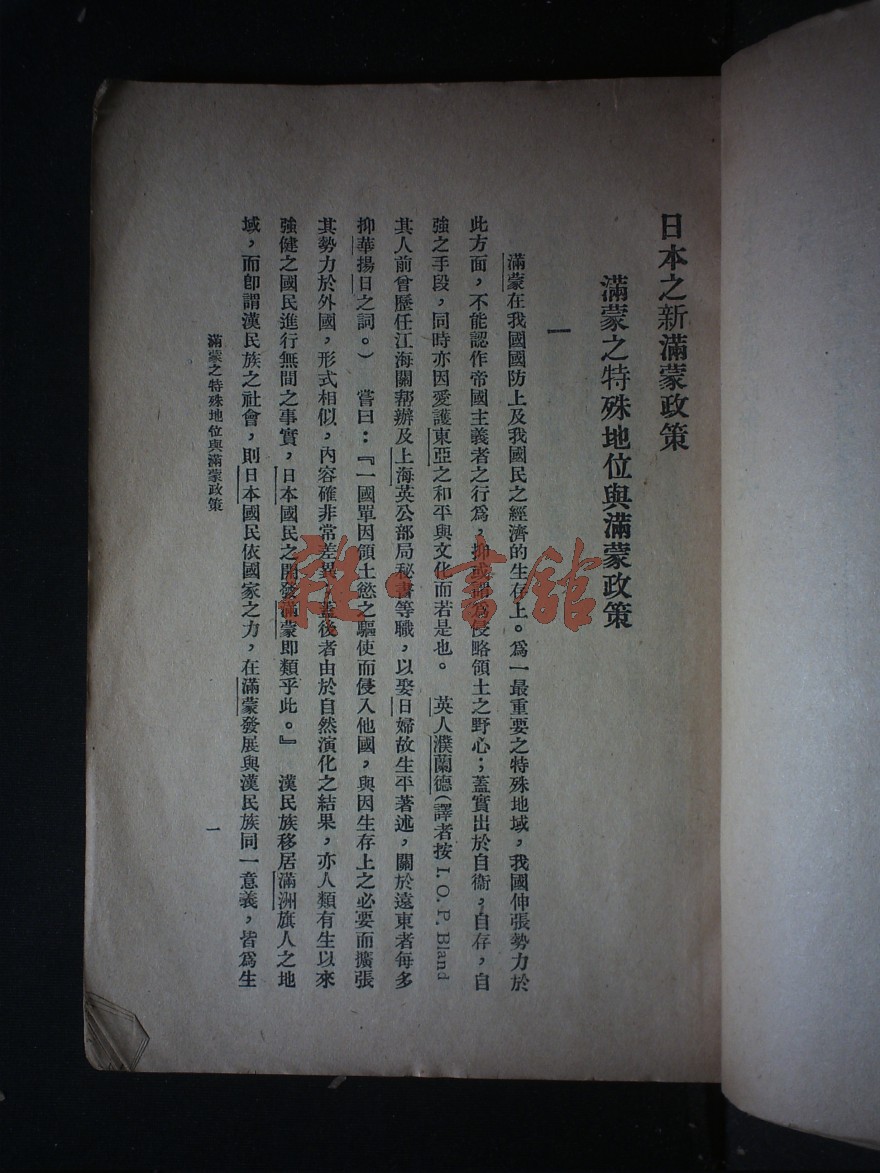 日本之新滿蒙政策
滿蒙之特殊地位與滿蒙政策
一
滿蒙在我國國防上及我國民之經濟的生存上。爲一最重要之特殊地域，我國伸張勢力於
此方面，不能認作帝國主義者之行爲，抑或謂爲侵略領土之野心；蓋實出於自衞，自存，自
強之手段，同時亦因愛護東亞之和平與文化而若是也。 英人濮蘭德（譯者按 I. O. P. Bland
其人前曾歷任江海關帮辦及上海英公部局秘書等職，以娶日婦故生平著述，關於遠東者每多
抑華揚日之詞。） 嘗曰：『一國單因領土慾之驅使而侵入他國，與因生存上之必要而擴張
其勢力於外國，形式相似，內容確非常差異，蓋後者由於自然演化之結果，亦人類有生以來
強健之國民進行無間之事實，日本國民之開發滿蒙即類乎此。』 漢民族移居滿洲旗人之地
域，而卽謂漢民族之社會，則日本國民依國家之力，在滿蒙發展與漢民族同一意義，皆爲生
滿蒙之特殊地位與滿蒙政策
一
雜·書館